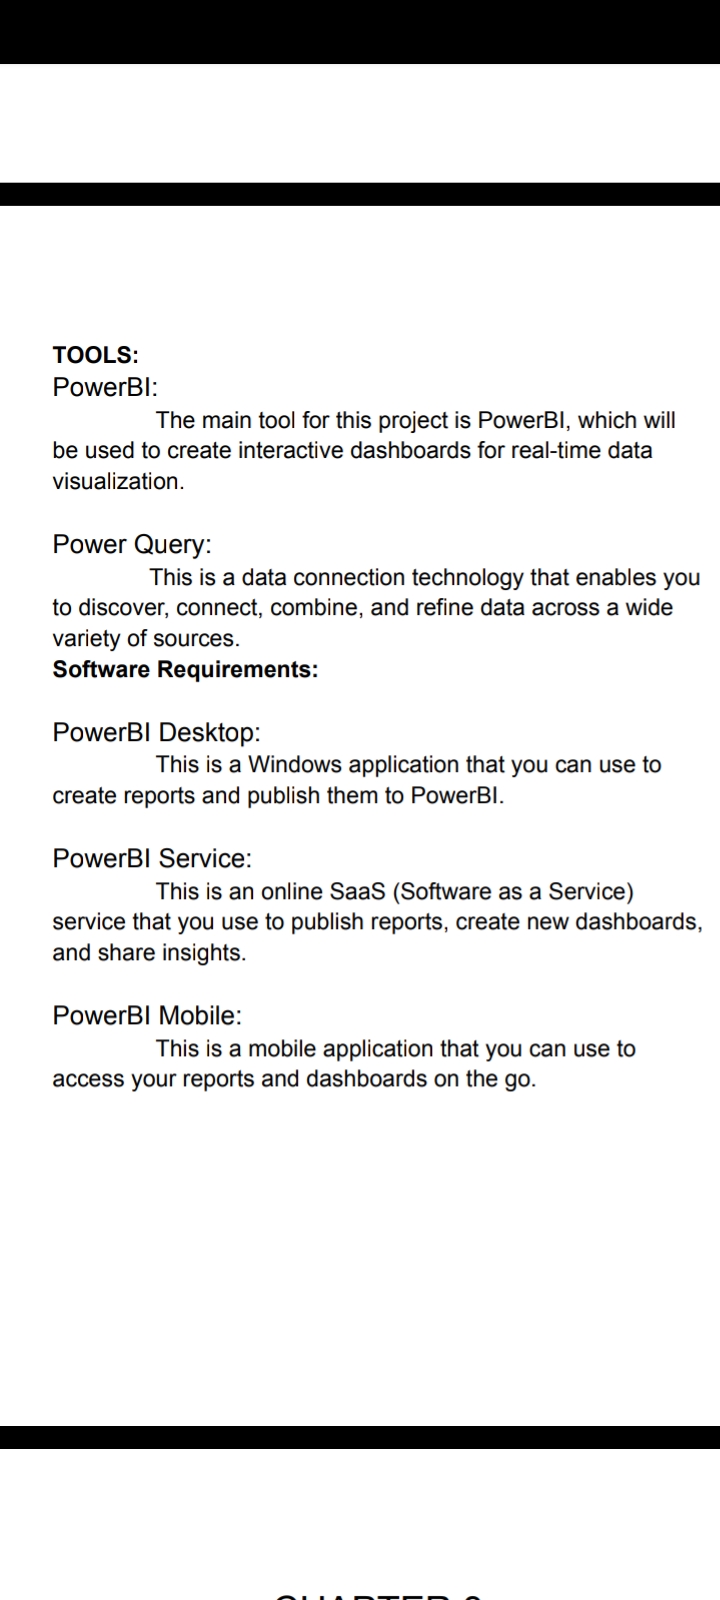 TOOLS:
PowerBI:
The main tool for this project is PowerBI, which will
be used to create interactive dashboards for real-time data
visualization.
Power Query:
This is a data connection technology that enables you
to discover, connect, combine, and refine data across a wide
variety of sources.
Software Requirements:
PowerBI Desktop:
This is a Windows application that you can use to
create reports and publish them to PowerBI.
PowerBI Service:
This is an online SaaS (Software as a Service)
service that you use to publish reports, create new dashboards,
and share insights.
PowerBI Mobile:
This is a mobile application that you can use to
access your reports and dashboards on the go.
CHAPTER